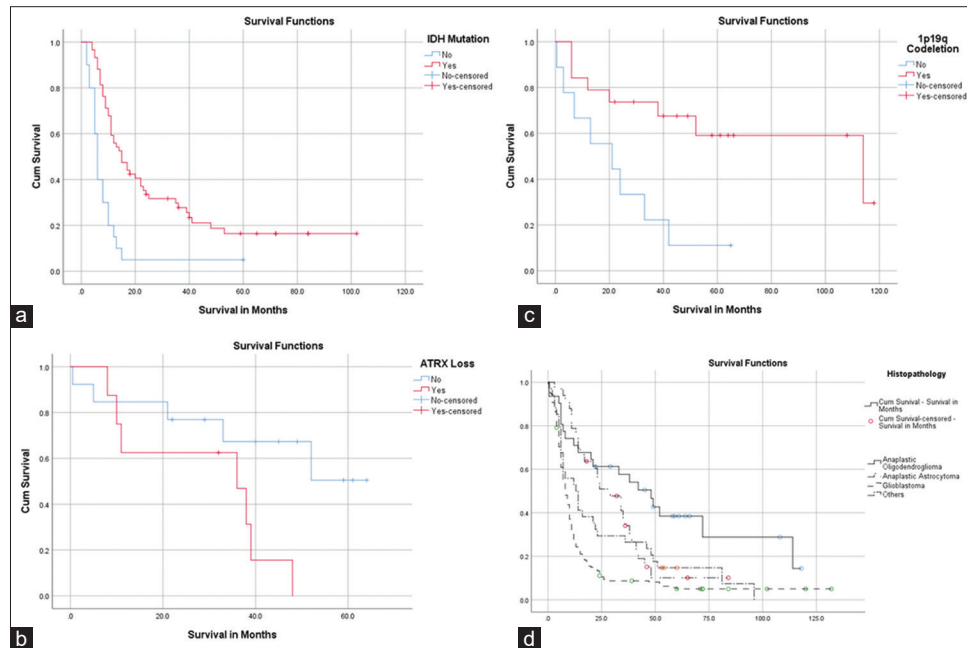 Survival Functions
IDH Mutation
No
Yes
No-censored
Yes-censored
Cum Survival
1.0
0.8
0.6
0.4
0.2
0.0
.0 20.0 40.0 60.0 80.0 100.0 120.0
Survival in Months
a
Survival Functions
1p19q
Codeletion
No
Yes
No-censored
Yes-censored
Cum Survival
1.0
0.8
0.6
0.4
0.2
0.0
.0 20.0 40.0 60.0 80.0 100.0 120.0
Survival in Months
c
Survival Functions
ATRX Loss
No
Yes
No-censored
Yes-censored
Cum Survival
1.0
0.8
0.6
0.4
0.2
0.0
.0 20.0 40.0 60.0
Survival in Months
b
Survival Functions
Histopathology
Cum Survival - Survival in
Months
Cum Survival-censored -
Survival in Months
Anaplastic
Oligodendroglioma
Anaplastic Astrocytoma
Glioblastoma
Others
1.0
0.8
0.6
0.4
0.2
0.0
.0 25.0 50.0 75.0 100.0 125.0
d